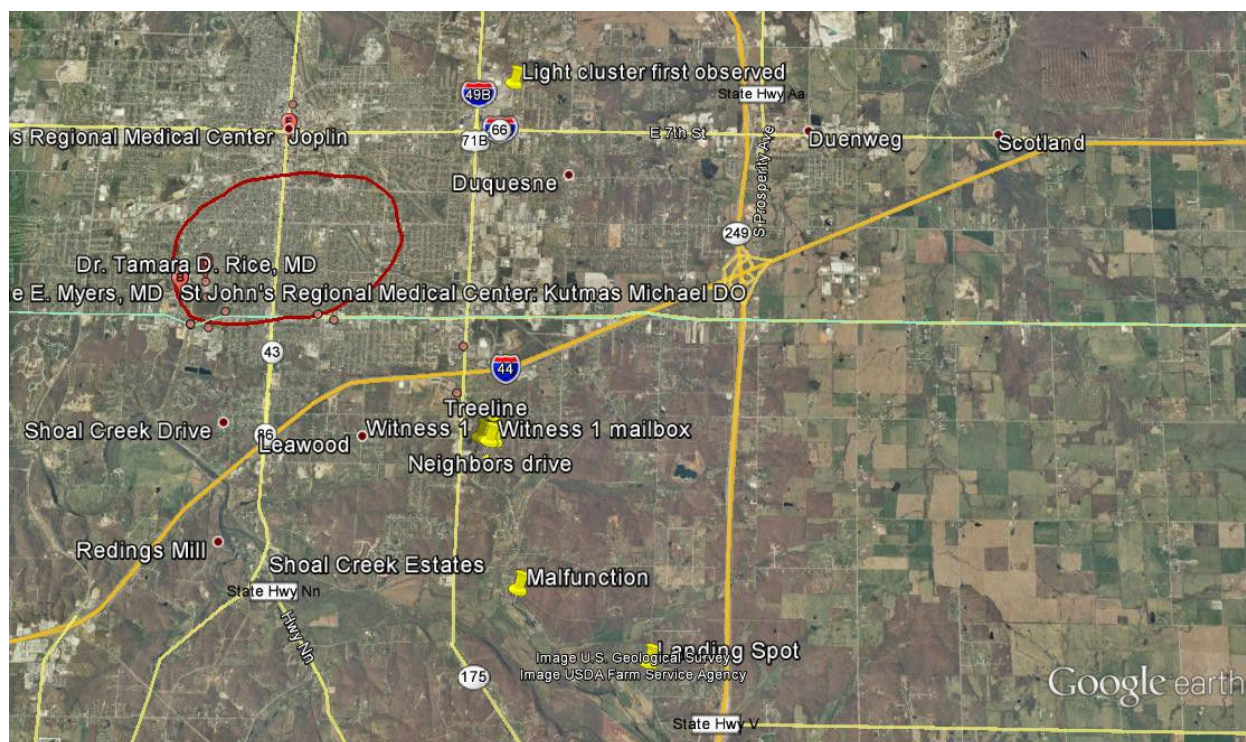 Light cluster first observed
49B
State Hwy Aa
s Regional Medical Center Joplin
66
71B
E 7th St
S Prosperity Ave
Duenweg
Scotland
Duquesne
249
Dr. Tamara D. Rice, MD
B
e E. Myers, MD St John's Regional Medical Center: Kutmas Michael DO
43
44
Treeline
Shoal Creek Drive
Leawood
Witness 1
Witness 1 mailbox
Neighbors drive
Redings Mill
Shoal Creek Estates
Malfunction
State Hwy Nn
Hwy Nn
Landing Spot
Image U.S. Geological Survey
Image USDA Farm Service Agency
175
Google earth
State Hwy V